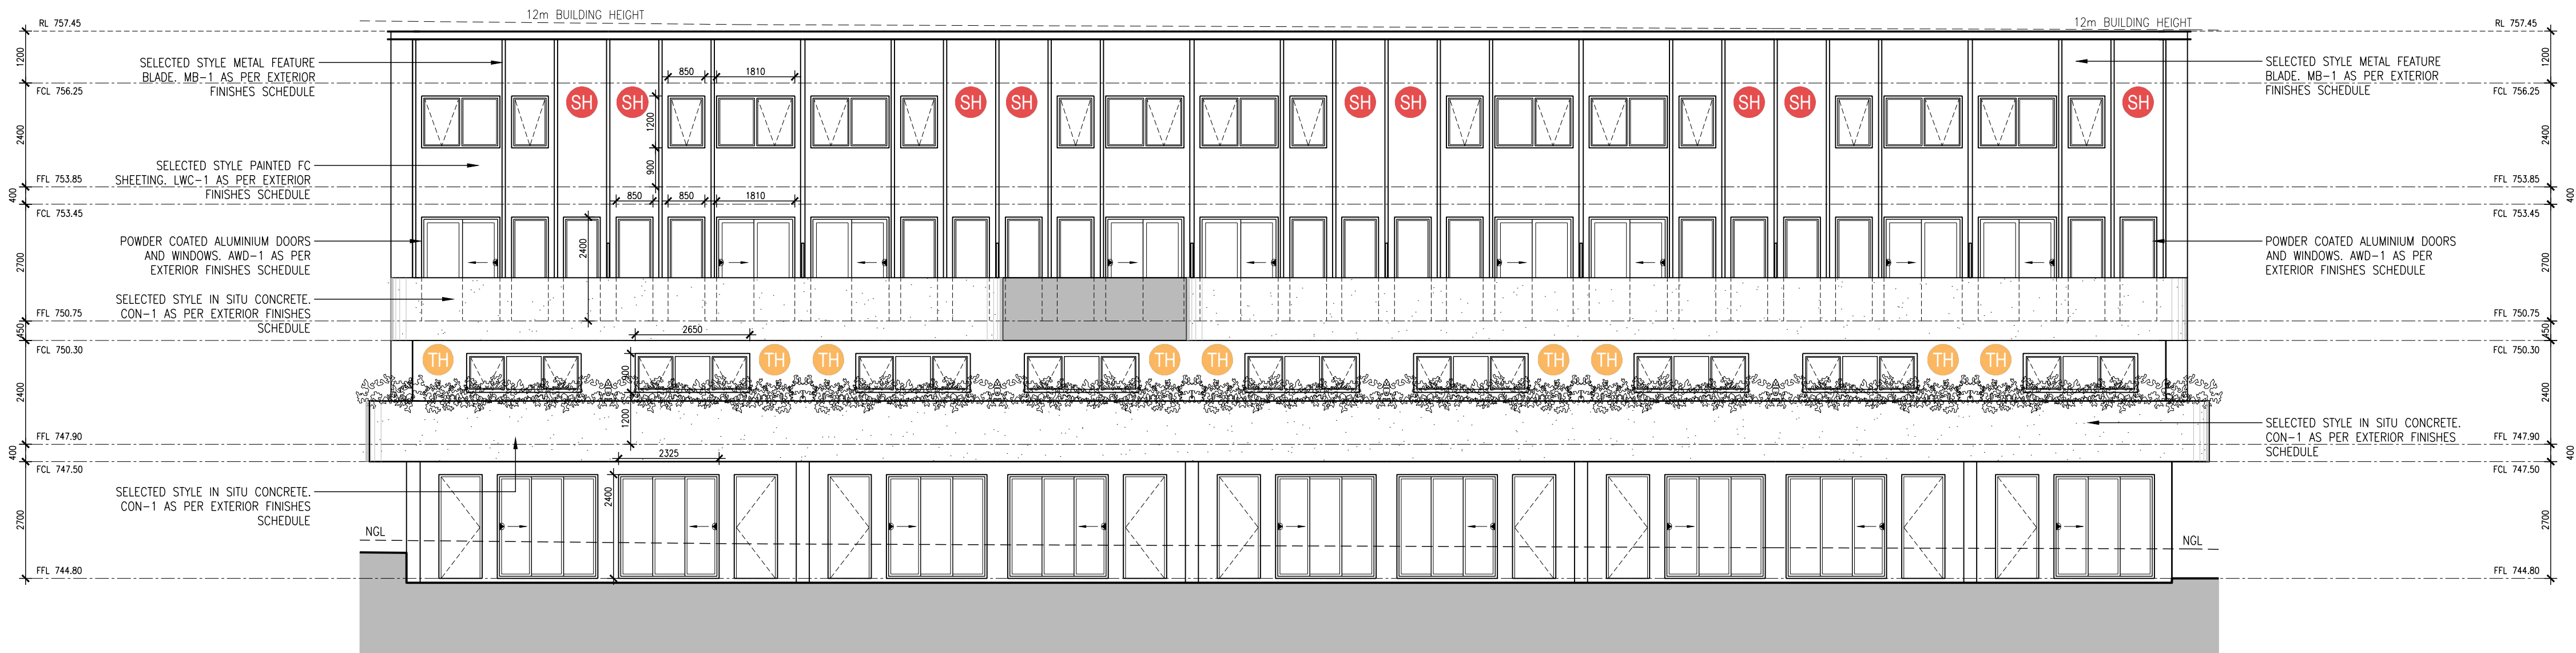 12m BUILDING HEIGHT
12m BUILDING HEIGHT
RL 757.45
RL 757.45
1200
1200
SELECTED STYLE METAL FEATURE
BLADE. MB-1 AS PER EXTERIOR
FINISHES SCHEDULE
SELECTED STYLE METAL FEATURE
BLADE. MB-1 AS PER EXTERIOR
FINISHES SCHEDULE
850
1810
FCL 756.25
FCL 756.25
SH
SH
SH
SH
SH
SH
SH
SH
SH
1200
2400
2400
SELECTED STYLE PAINTED FC
SHEETING. LWC-1 AS PER EXTERIOR
FINISHES SCHEDULE
900
FFL 753.85
FFL 753.85
400
400
850
850
1810
FCL 753.45
FCL 753.45
POWDER COATED ALUMINIUM DOORS
AND WINDOWS. AWD-1 AS PER
EXTERIOR FINISHES SCHEDULE
POWDER COATED ALUMINIUM DOORS
AND WINDOWS. AWD-1 AS PER
EXTERIOR FINISHES SCHEDULE
2400
2700
2700
SELECTED STYLE IN SITU CONCRETE.
CON-1 AS PER EXTERIOR FINISHES
SCHEDULE
FFL 750.75
FFL 750.75
450
450
2650
FCL 750.30
FCL 750.30
TH
TH
TH
TH
TH
TH
TH
TH
TH
900
2400
2400
1200
SELECTED STYLE IN SITU CONCRETE.
CON-1 AS PER EXTERIOR FINISHES
SCHEDULE
FFL 747.90
FFL 747.90
400
400
2325
FCL 747.50
FCL 747.50
SELECTED STYLE IN SITU CONCRETE.
CON-1 AS PER EXTERIOR FINISHES
SCHEDULE
2400
2700
2700
NGL
NGL
FFL 744.80
FFL 744.80